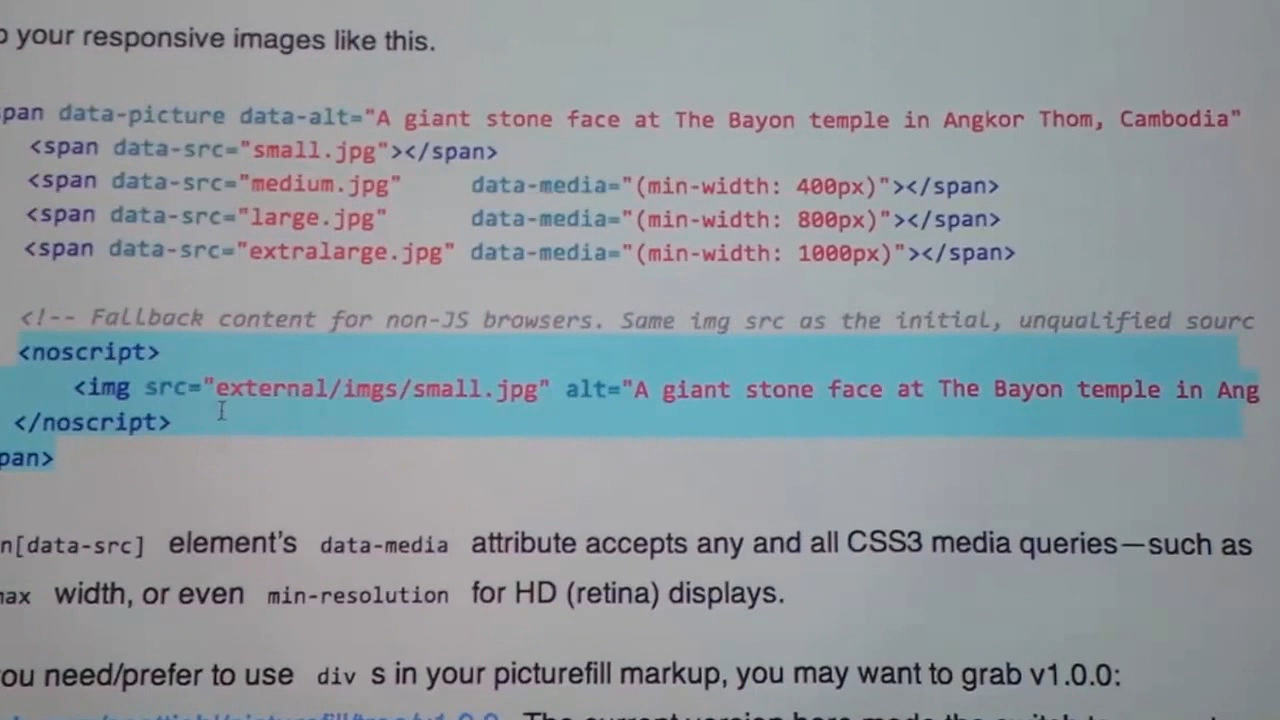 your responsive images like this.
pan data-picture data-alt="A giant stone face at The Bayon temple in Angkor Thom, Cambodia"
<span data-src="small.jpg"></span>
<span data-src="medium.jpg" data-media="(min-width: 400px)"></span>
<span data-src="large.jpg" data-media="(min-width: 800px)"></span>
<span data-src="extralarge.jpg" data-media="(min-width: 1000px)"></span>
<!-- Fallback content for non-JS browsers. Same img src as the initial, unqualified sourc
<noscript>
<img src="external/imgs/small.jpg" alt="A giant stone face at The Bayon temple in Ang
</noscript>
pan>
n[data-src] element's data-media attribute accepts any and all CSS3 media queries—such as
width, or even min-resolution for HD (retina) displays.
ou need/prefer to use div s in your picturefill markup, you may want to grab v1.0.0: